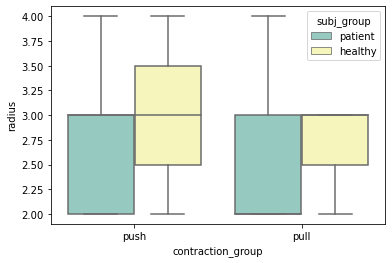 4.00
3.75
3.50
3.25
3.00
2.75
2.50
2.25
2.00
radius
subj_group
patient
healthy
push
pull
contraction_group